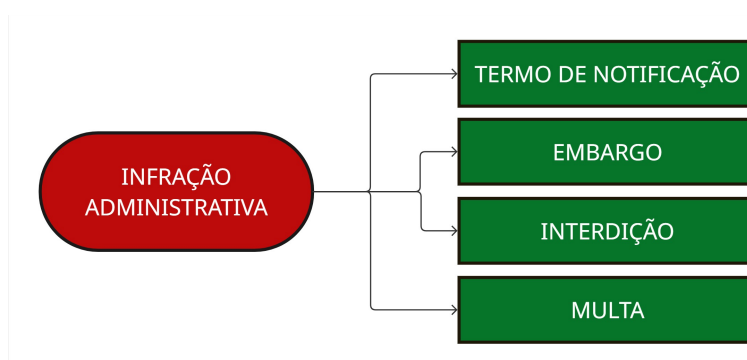 INFRAÇÃO
ADMINISTRATIVA
TERMO DE NOTIFICAÇÃO
EMBARGO
INTERDIÇÃO
MULTA